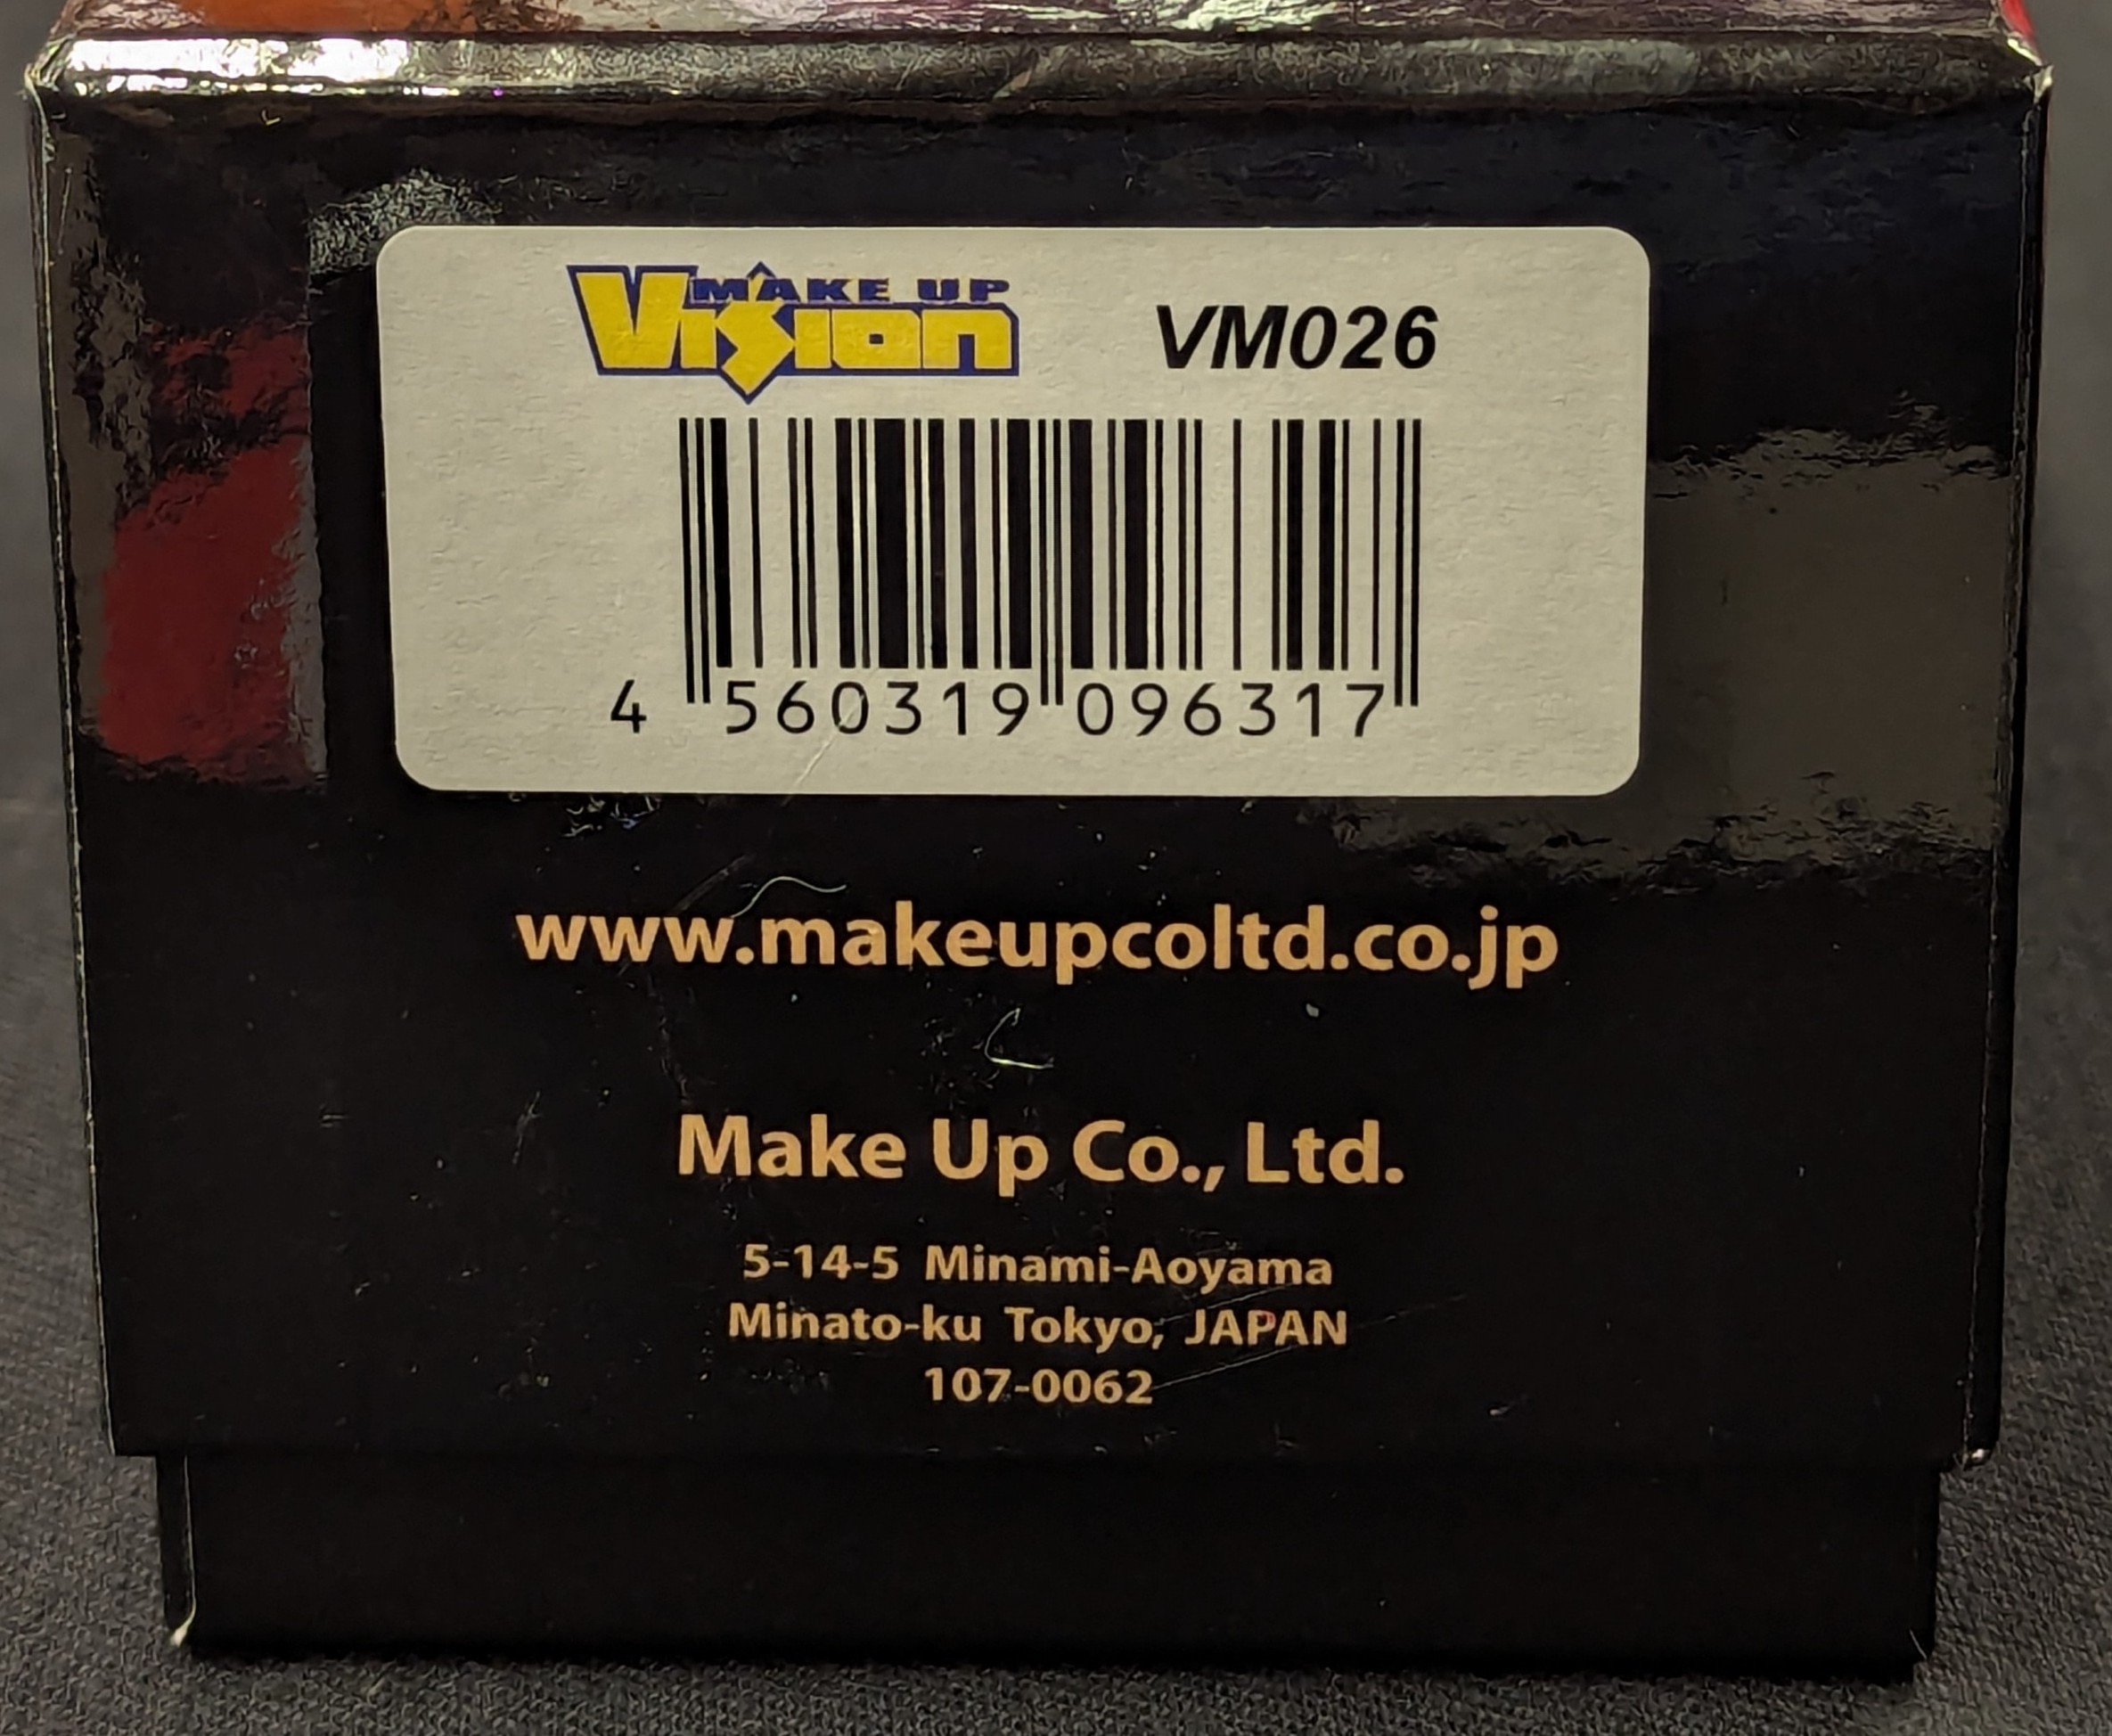 MAKE UP
Vision
VM026
4 560319 096317
www.makeupcoltd.co.jp
Make Up Co., Ltd.
5-14-5 Minami-Aoyama
Minato-ku Tokyo, JAPAN
107-0062